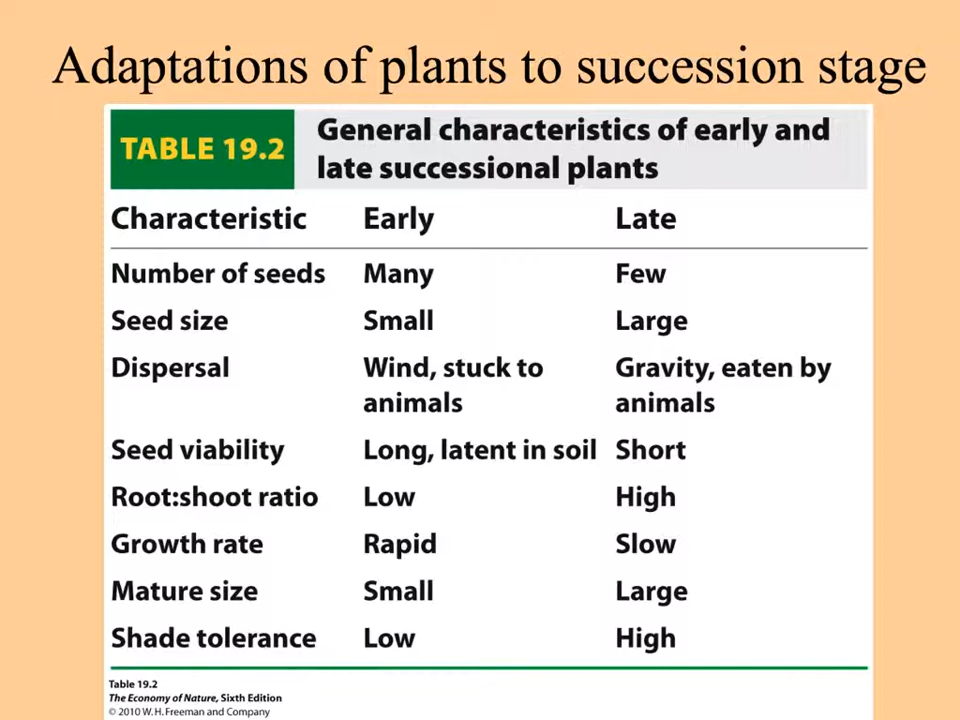 Adaptations of plants to succession stage
TABLE 19.2
General characteristics of early and
late successional plants
Characteristic Early Late
Number of seeds Many Few
Seed size Small Large
Dispersal Wind, stuck to Gravity, eaten by
animals animals
Seed viability Long, latent in soil Short
Root:shoot ratio Low High
Growth rate Rapid Slow
Mature size Small Large
Shade tolerance Low High
Table 19.2
The Economy of Nature, Sixth Edition
© 2010 W. H. Freeman and Company